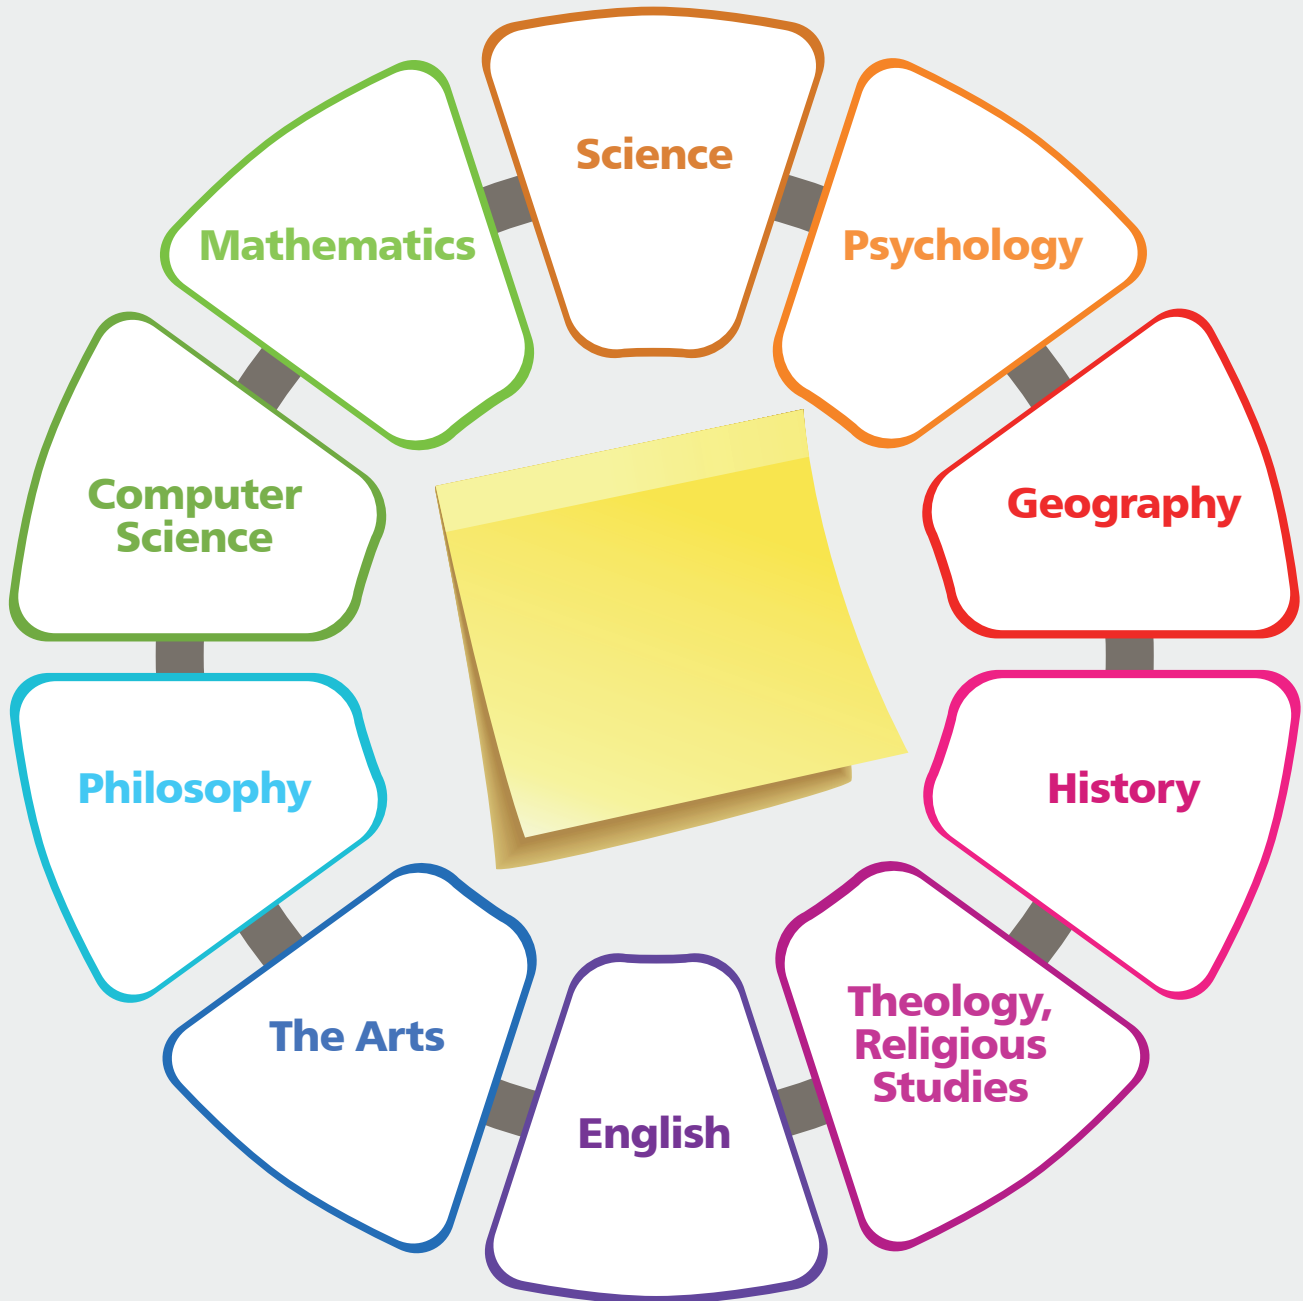 Science
Mathematics
Psychology
Computer
Science
Geography
Philosophy
History
The Arts
Theology,
Religious
Studies
English